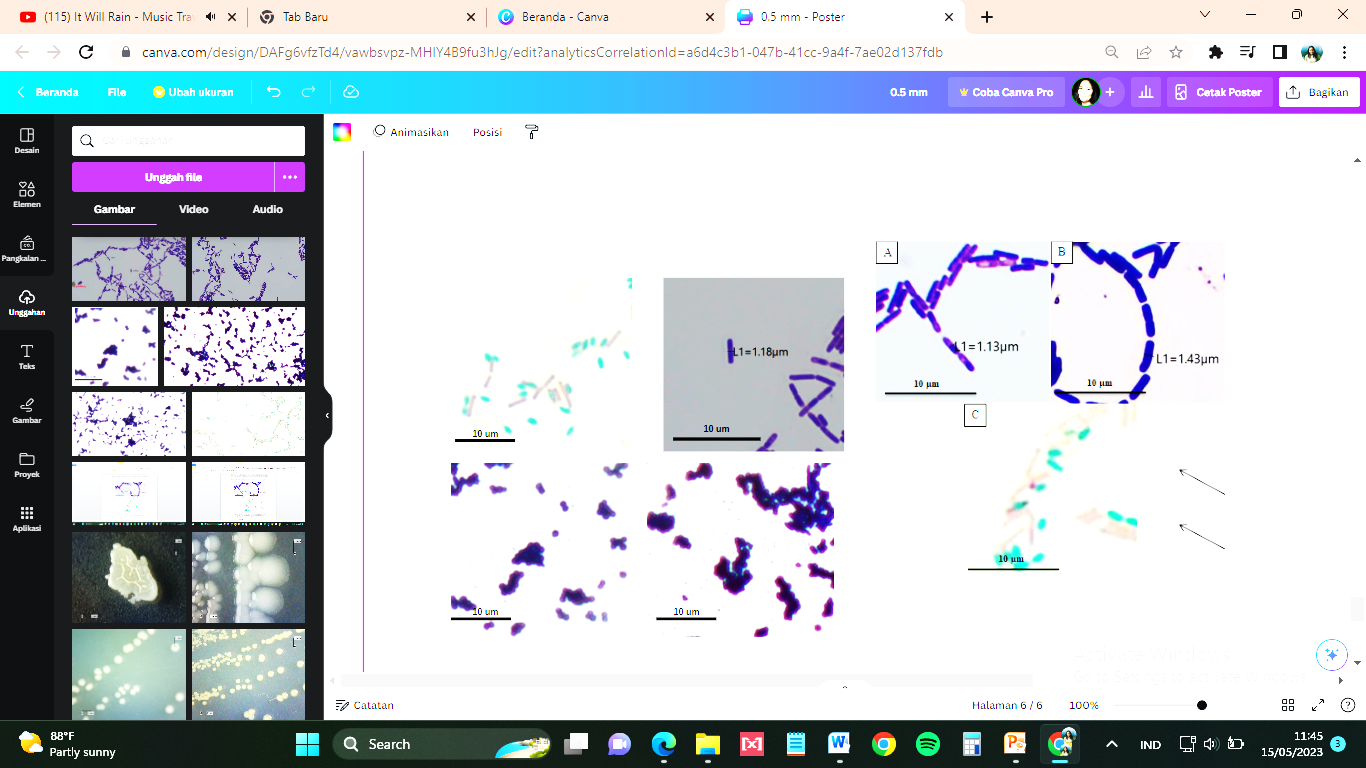 (115) It Will Rain - Music Tra
Tab Baru
Beranda - Canva
0.5 mm - Poster
canva.com/design/DAFg6vfzTd4/vawbsvpz-MHIY4B9fu3hJg/edit?analyticsCorrelationId=a6d4c3b1-047b-41cc-9a4f-7ae02d137fdb
Beranda
File
Ubah ukuran
0.5 mm
Coba Canva Pro
Cetak Poster
Bagikan
Animasikan
Posisi
Desain
Elemen
Pangkalan ...
Unggahan
Teks
Gambar
Proyek
Aplikasi
Unggah file
Gambar
Video
Audio
A
B
L1=1.18µm
L1=1.13µm
L1=1.43µm
10 µm
10 µm
10 um
10 um
C
10 µm
10 um
10 um
Catatan
Halaman 6 / 6
100%
88°F
Partly sunny
Search
IND
11:45
15/05/2023
3